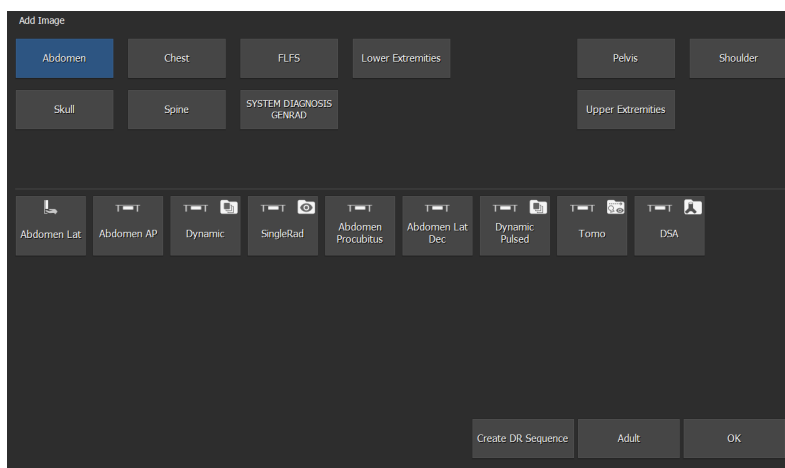 Add Image
Abdomen
Chest
FLFS
Lower Extremities
Pelvis
Shoulder
Skull
Spine
SYSTEM DIAGNOSIS
GENRAD
Upper Extremities
Abdomen Lat
Abdomen AP
Dynamic
SingleRad
Abdomen
Procubitus
Abdomen Lat
Dec
Dynamic
Pulsed
Tomo
DSA
Create DR Sequence
Adult
OK